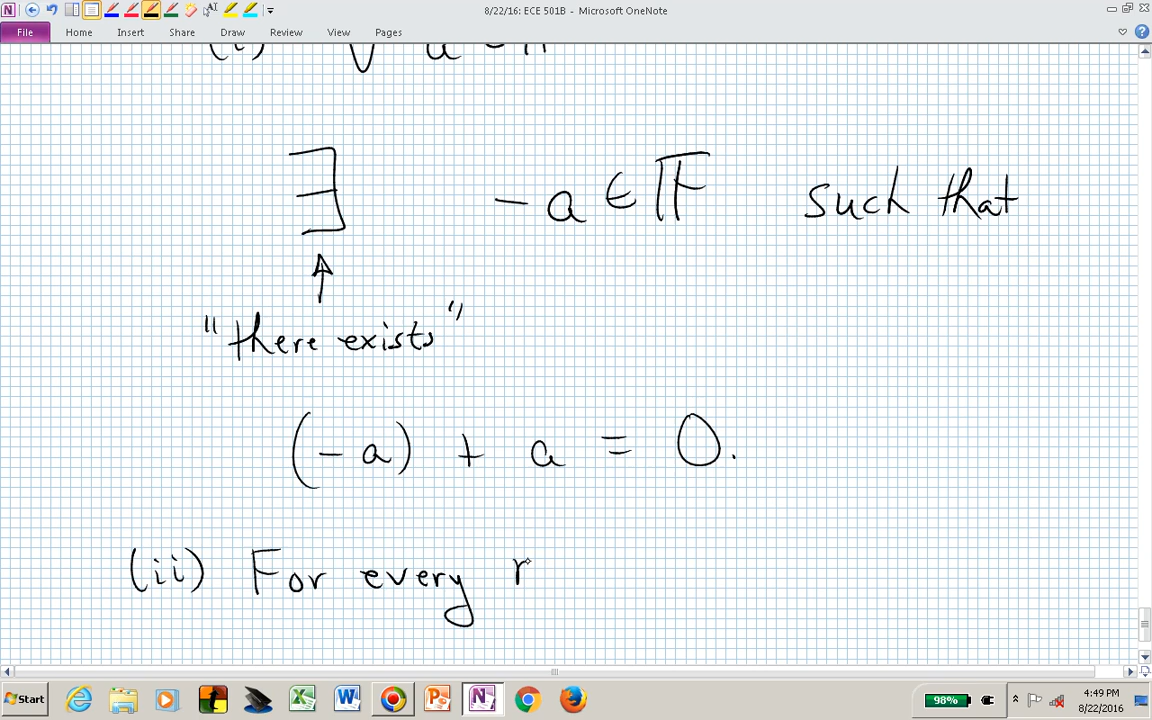 8/22/16: ECE 501B - Microsoft OneNote
File Home Insert Share Draw Review View Pages
(i) ∀ a ∈ 𝔽
∃ -a ∈ 𝔽 such that
"there exists"
(-a) + a = 0.
(ii) For every r
Start
98%
4:49 PM
8/22/2016